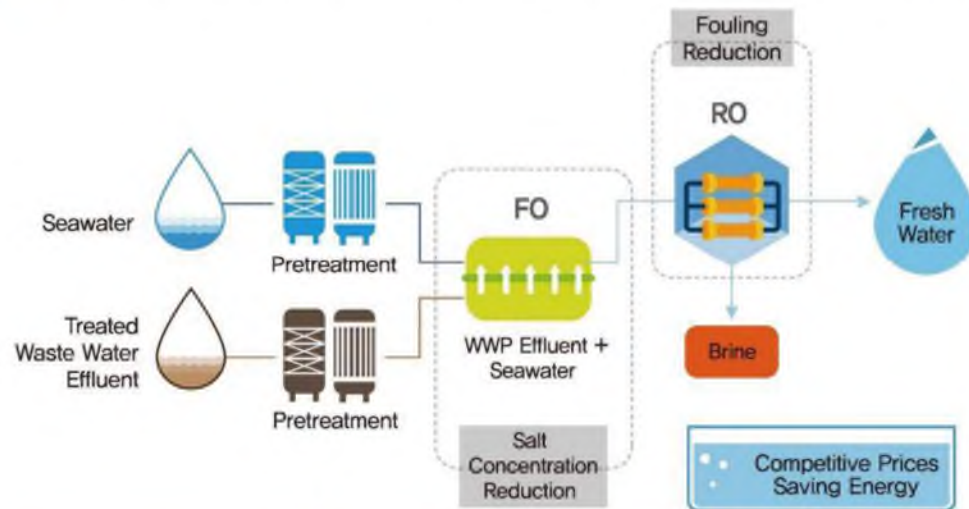 Fouling
Reduction
RO
FO
Seawater
Pretreatment
Fresh
Water
Treated
Waste Water
Effluent
Pretreatment
WWP Effluent +
Seawater
Brine
Salt
Concentration
Reduction
Competitive Prices
Saving Energy